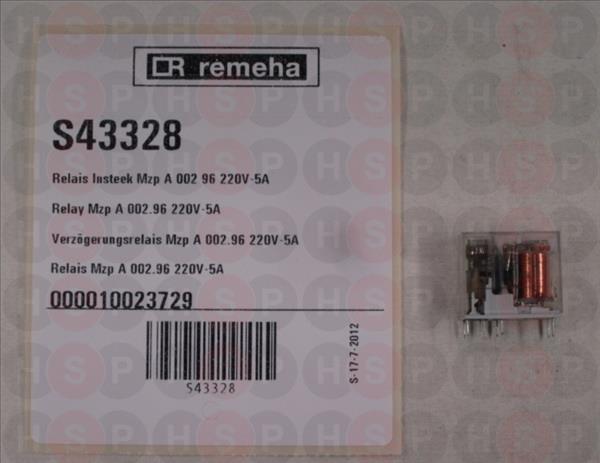 remeha
S43328
Relais Insteek Mzp A 002 96 220V-5A
Relay Mzp A 002.96 220V-5A
Verzögerungsrelais Mzp A 002.96 220V-5A
Relais Mzp A 002.96 220V-5A
000010023729
S43328
S-17-7-2012
HSP